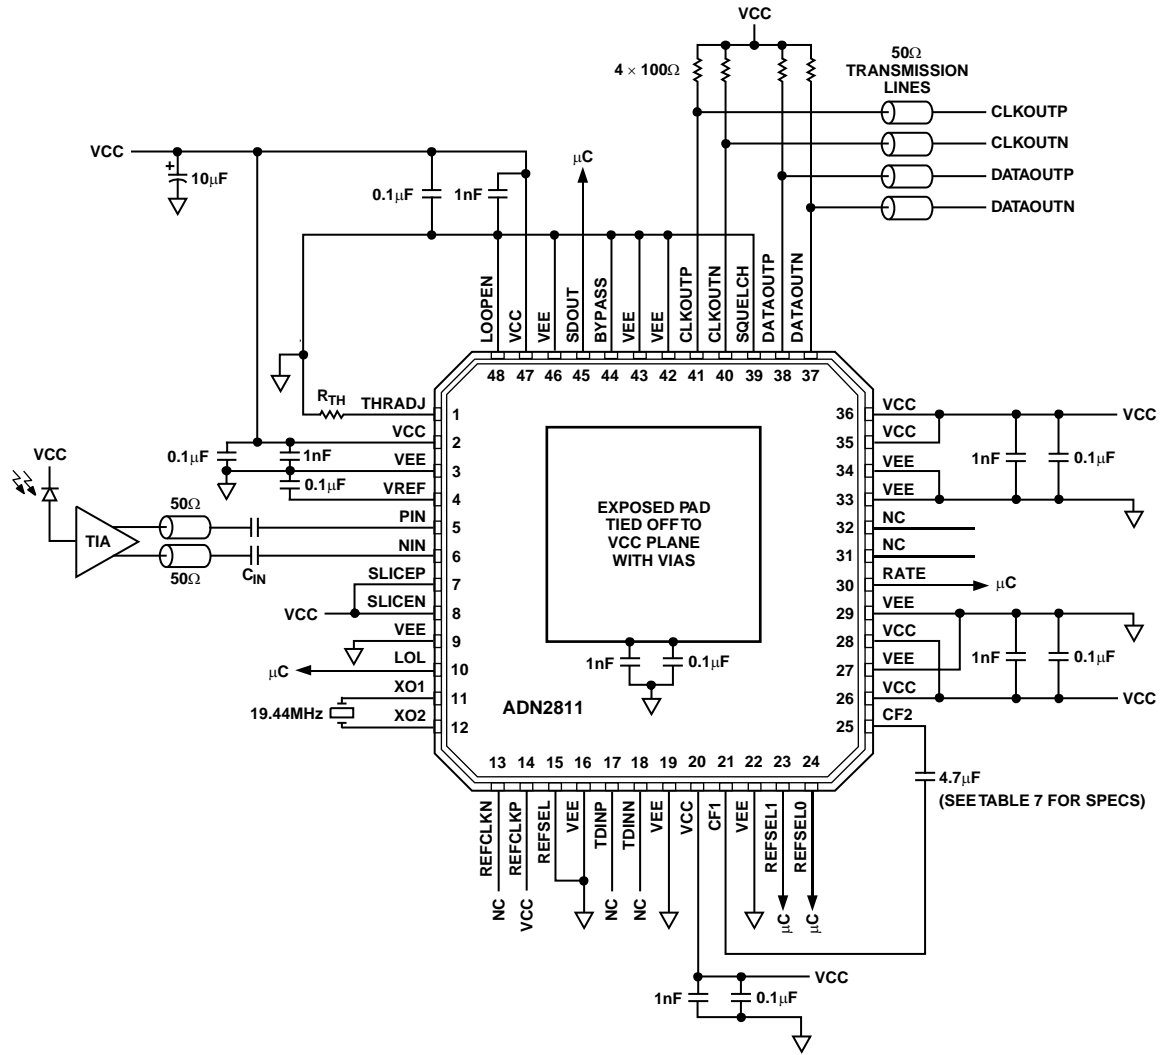 VCC
4 × 100Ω
50Ω
TRANSMISSION
LINES
CLKOUTP
CLKOUTN
DATAOUTP
DATAOUTN
VCC
+
10μF
0.1μF
1nF
μC
LOOPEN
VCC
VEE
SDOUT
BYPASS
VEE
VEE
CLKOUTP
CLKOUTN
SQUELCH
DATAOUTP
DATAOUTN
48
47
46
45
44
43
42
41
40
39
38
37
RTH
THRADJ
1
VCC
2
0.1μF
1nF
VEE
3
0.1μF
VREF
4
VCC
TIA
50Ω
50Ω
CIN
PIN
5
NIN
6
SLICEP
7
VCC
SLICEN
8
VEE
9
μC
LOL
10
XO1
11
19.44MHz
XO2
12
EXPOSED PAD
TIED OFF TO
VCC PLANE
WITH VIAS
1nF
0.1μF
ADN2811
36
VCC
VCC
35
VCC
1nF
0.1μF
34
VEE
33
VEE
32
NC
31
NC
30
RATE
μC
29
VEE
28
VCC
1nF
0.1μF
27
VEE
26
VCC
VCC
25
CF2
4.7μF
(SEE TABLE 7 FOR SPECS)
13
14
15
16
17
18
19
20
21
22
23
24
REFCLKN
REFCLKP
REFSEL
VEE
TDINP
TDINN
VEE
VCC
CF1
VEE
REFSEL1
REFSEL0
NC
VCC
NC
NC
μC
μC
VCC
1nF
0.1μF